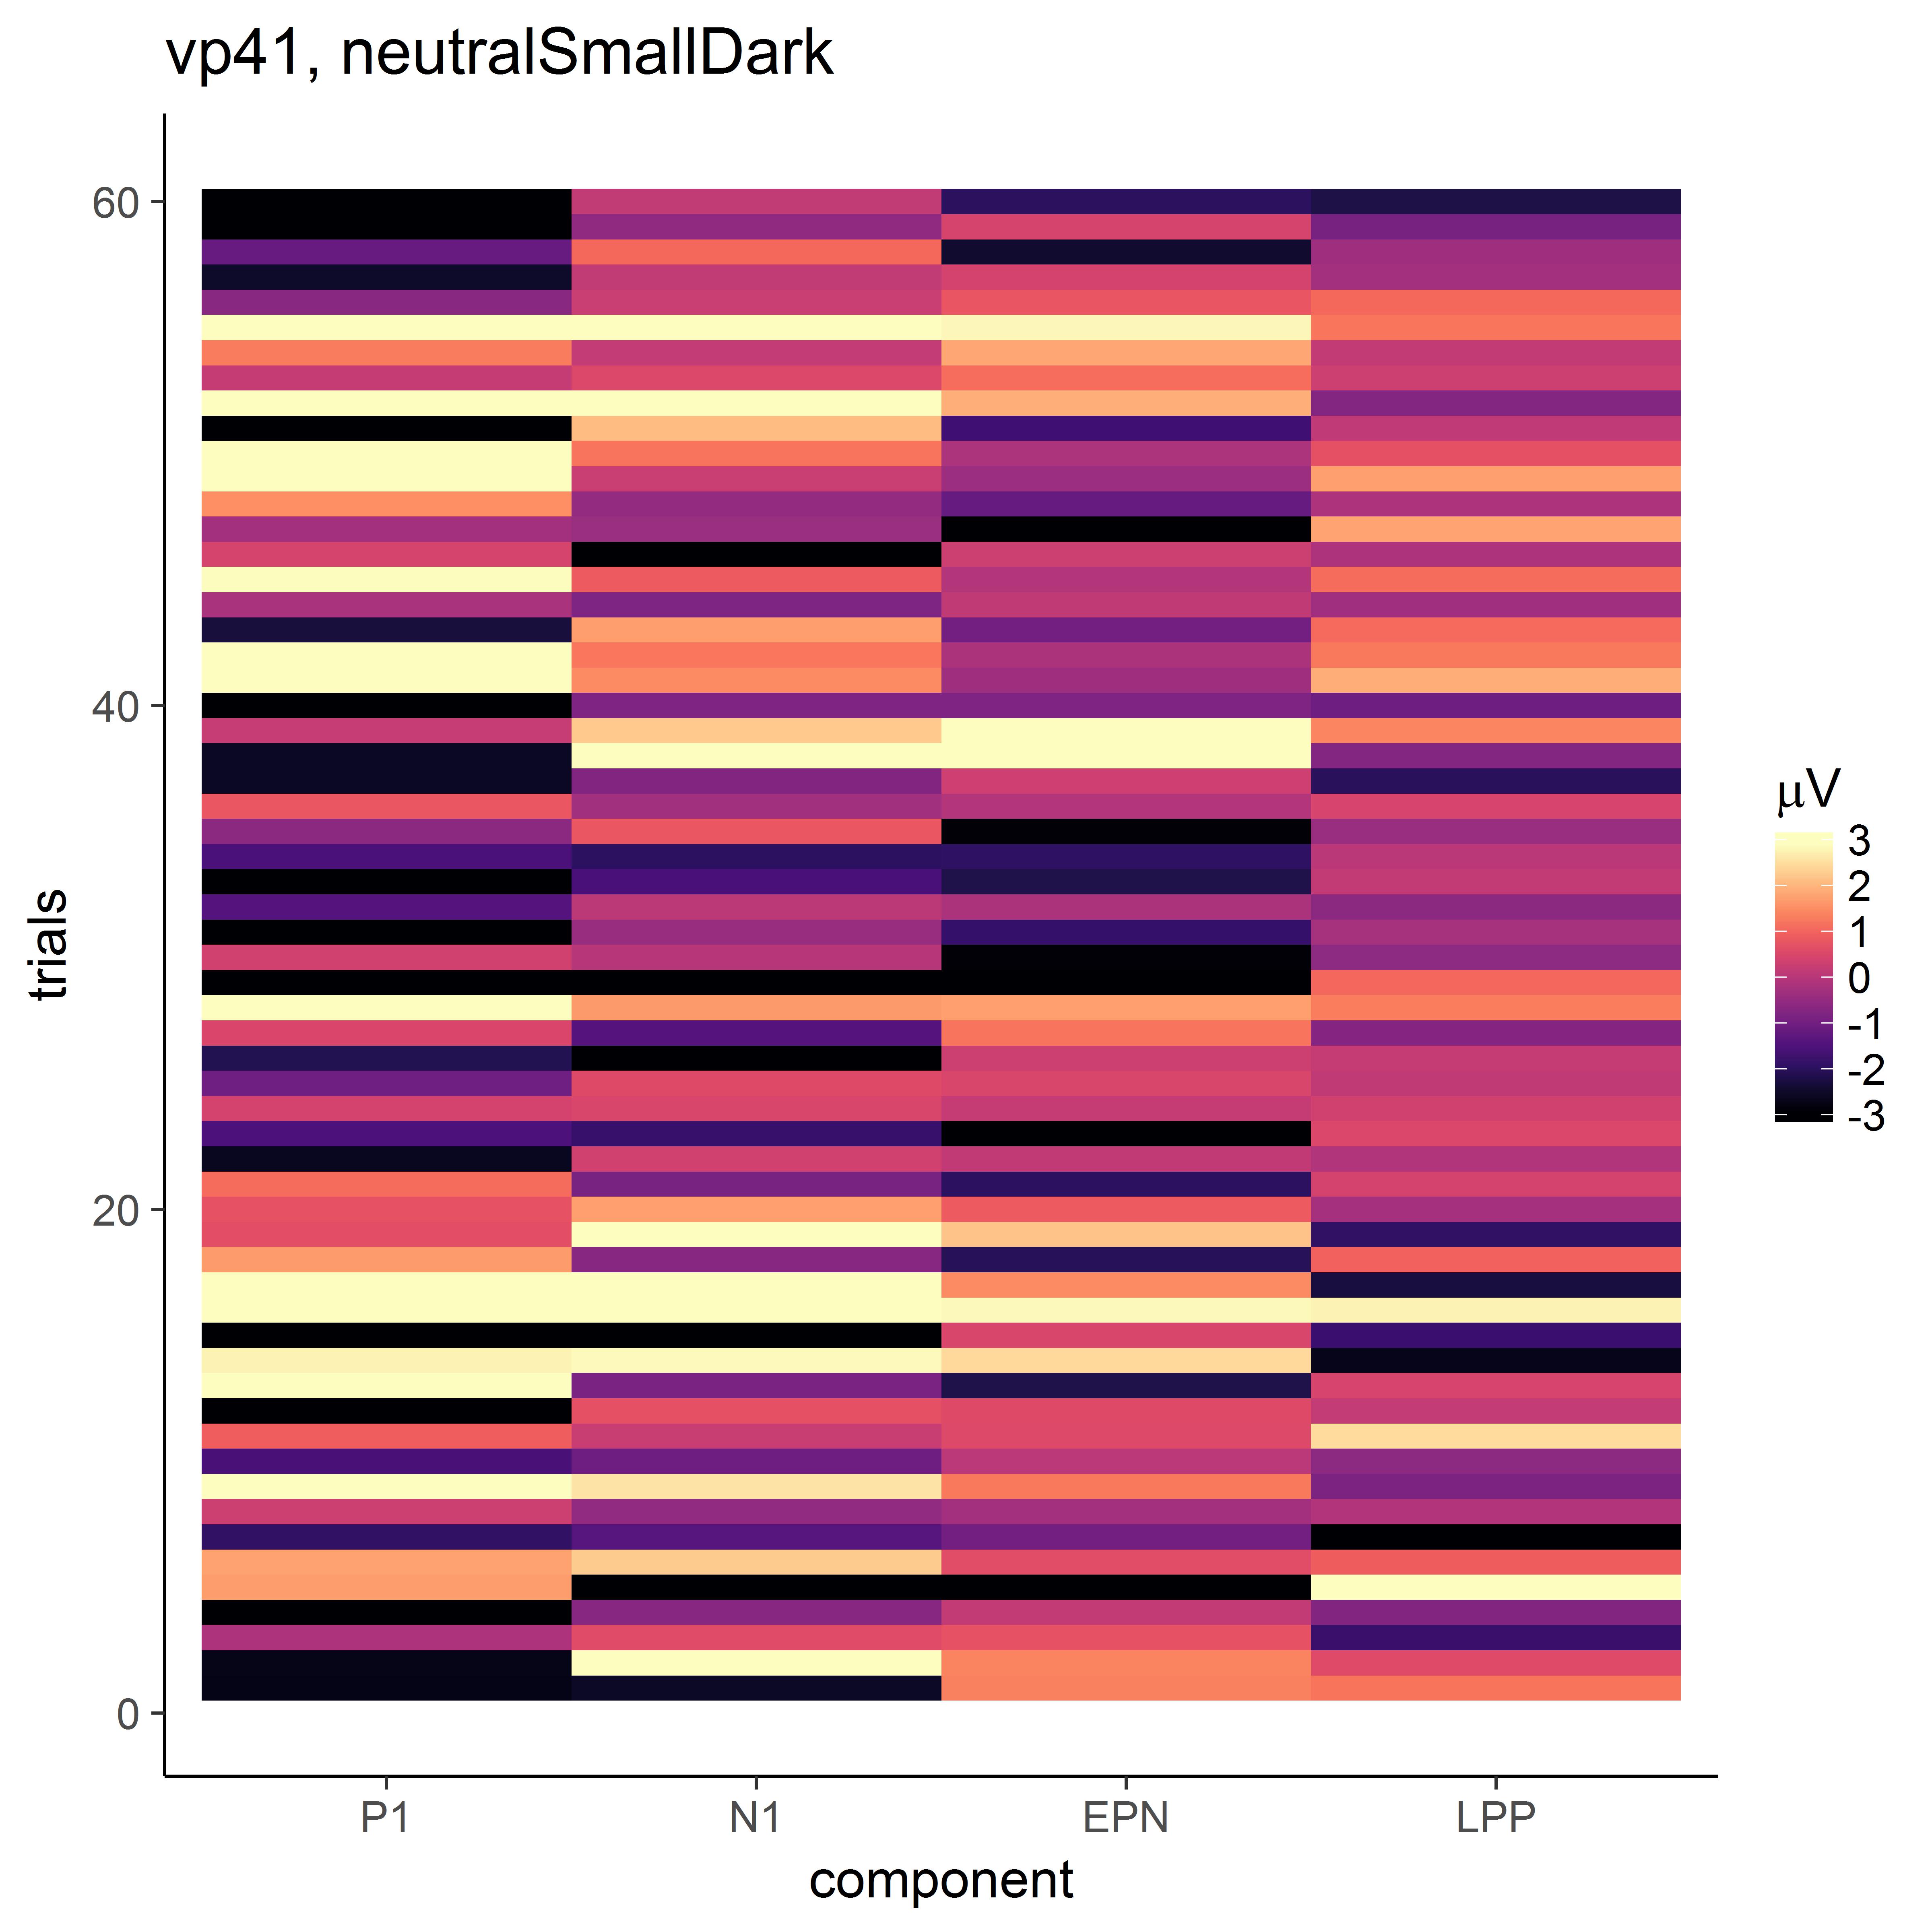 vp41, neutralSmallDark
60
40
20
0
trials
P1 N1 EPN LPP
component
μV
3
2
1
0
-1
-2
-3